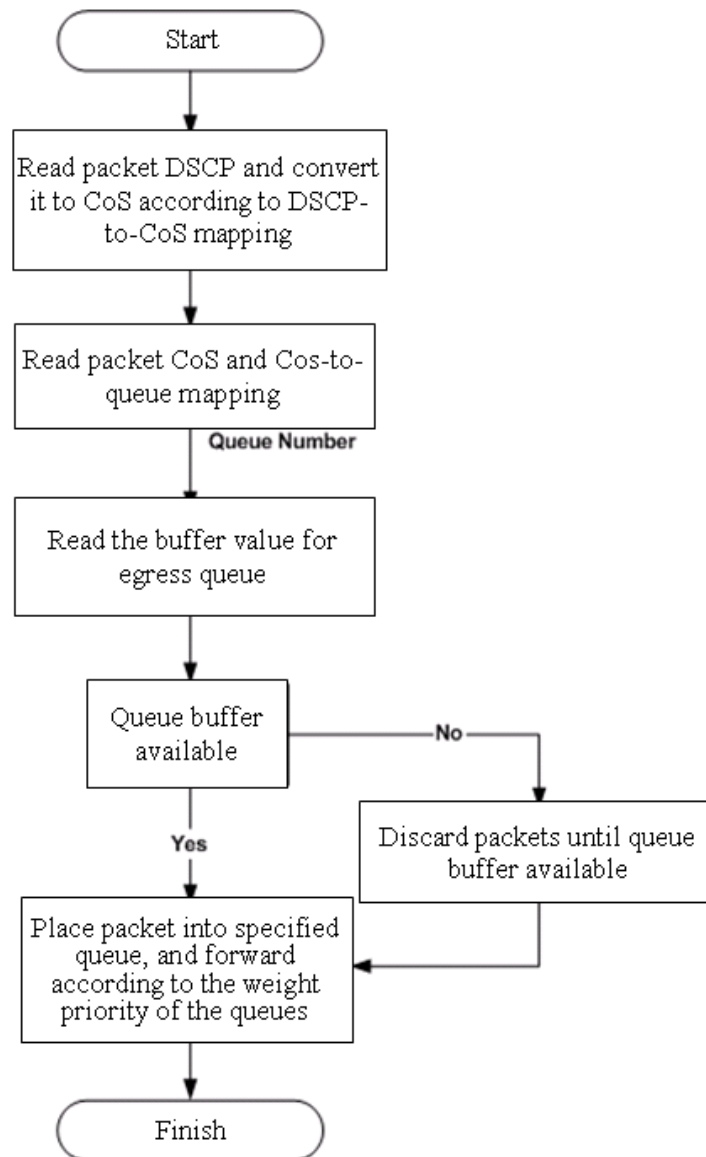 Start
Read packet DSCP and convert
it to CoS according to DSCP-
to-CoS mapping
Read packet CoS and Cos-to-
queue mapping
Queue Number
Read the buffer value for
egress queue
Queue buffer
available
No
Yes
Discard packets until queue
buffer available
Place packet into specified
queue, and forward
according to the weight
priority of the queues
Finish